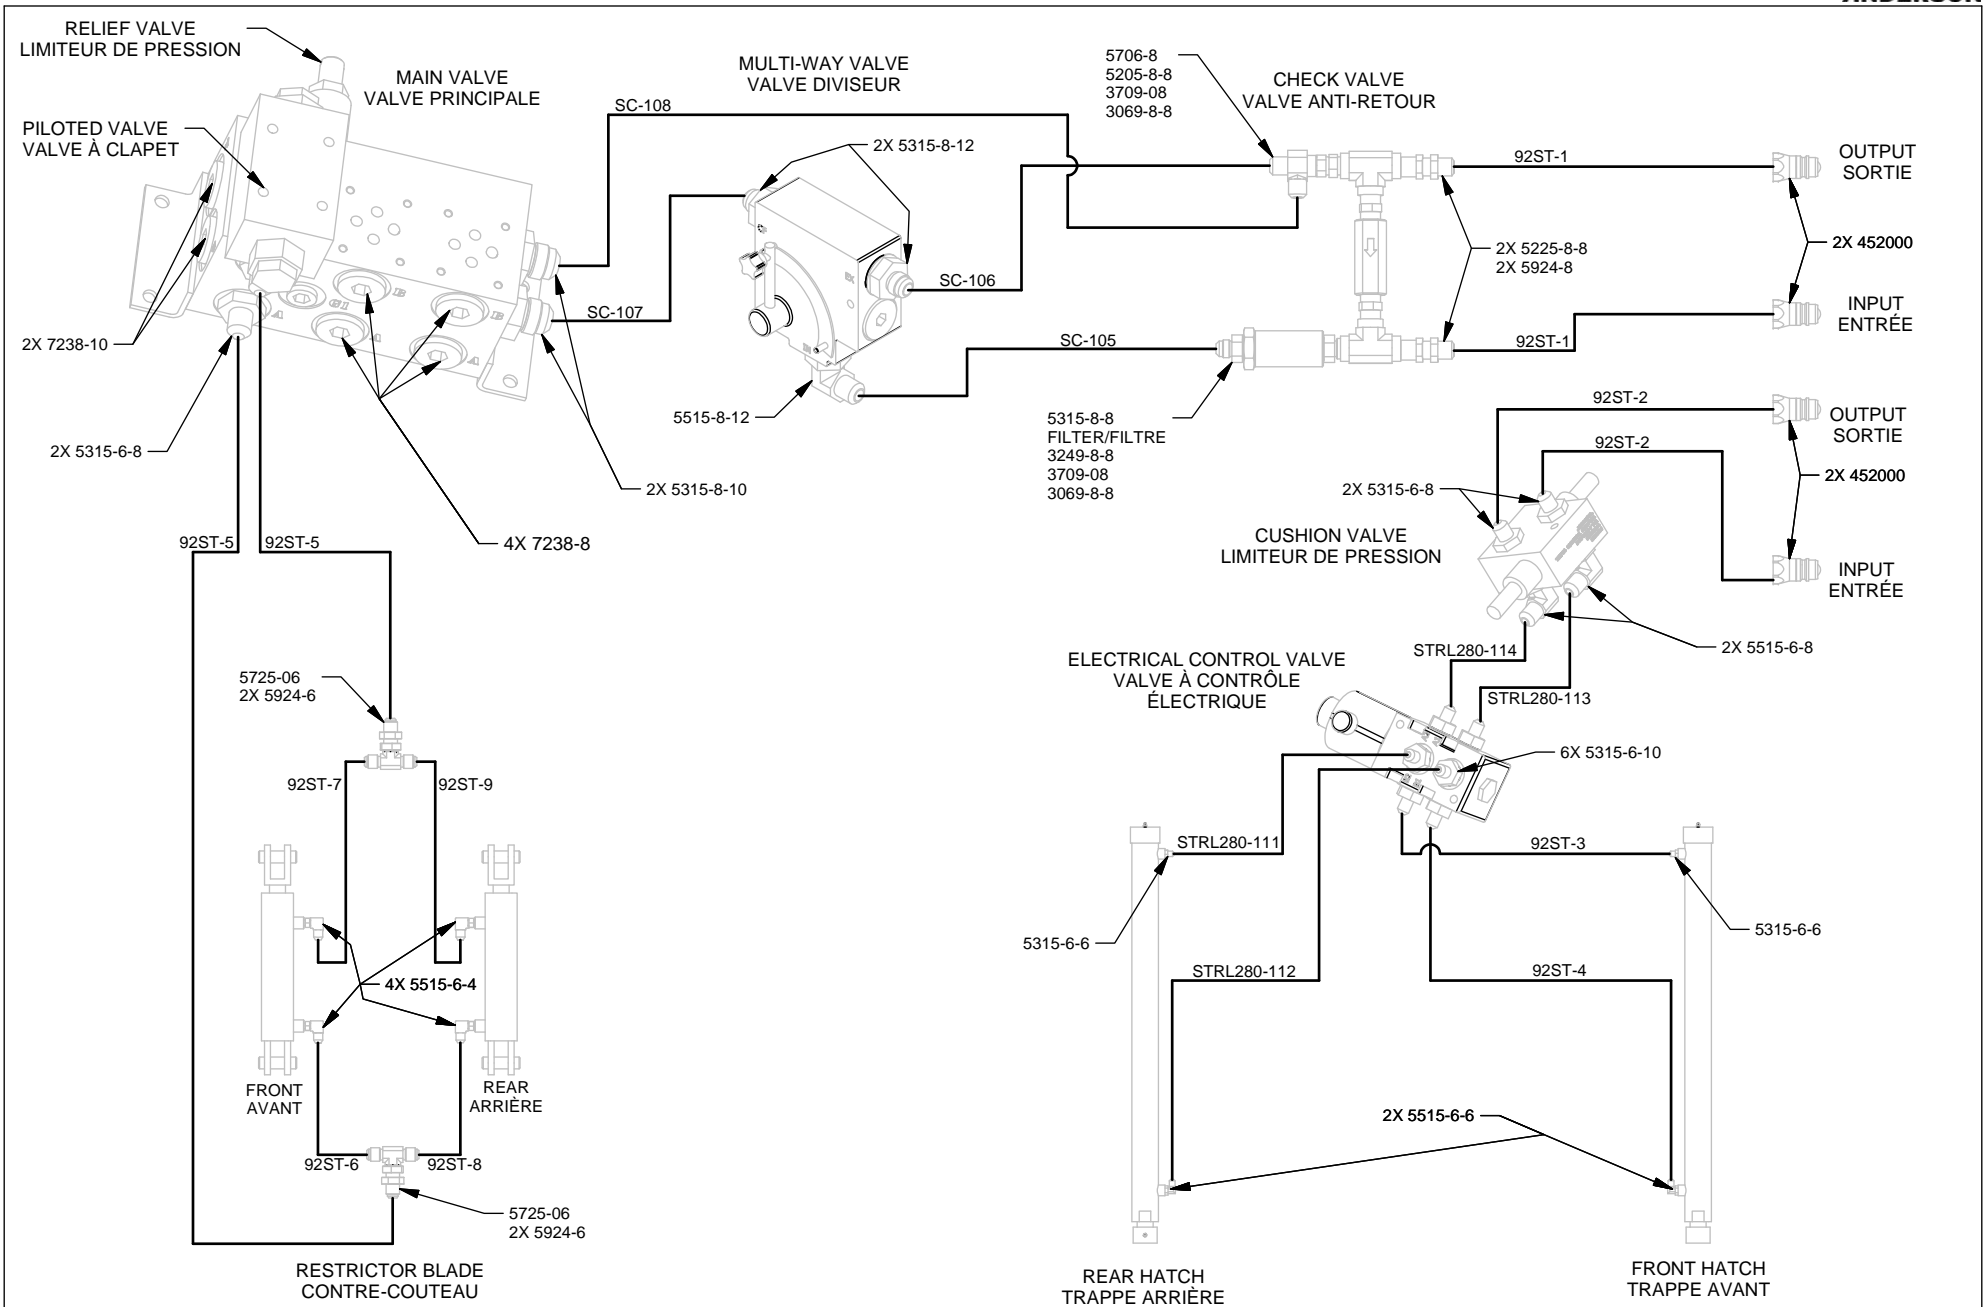 RELIEF VALVE
LIMITEUR DE PRESSION
MAIN VALVE
VALVE PRINCIPALE
PILOTED VALVE
VALVE À CLAPET
2X 7238-10
2X 5315-6-8
SC-108
SC-107
2X 5315-8-10
4X 7238-8
MULTI-WAY VALVE
VALVE DIVISEUR
2X 5315-8-12
SC-106
SC-105
5515-8-12
5706-8
5205-8-8
3709-08
3069-8-8
CHECK VALVE
VALVE ANTI-RETOUR
92ST-1
OUTPUT
SORTIE
2X 5225-8-8
2X 5924-8
2X 452000
INPUT
ENTRÉE
92ST-1
5315-8-8
FILTER/FILTRE
3249-8-8
3709-08
3069-8-8
92ST-2
OUTPUT
SORTIE
92ST-2
2X 452000
2X 5315-6-8
CUSHION VALVE
LIMITEUR DE PRESSION
INPUT
ENTRÉE
2X 5515-6-8
STRL280-114
STRL280-113
ELECTRICAL CONTROL VALVE
VALVE À CONTRÔLE
ÉLECTRIQUE
6X 5315-6-10
STRL280-111
92ST-3
5315-6-6
5315-6-6
STRL280-112
92ST-4
2X 5515-6-6
REAR HATCH
TRAPPE ARRIÈRE
FRONT HATCH
TRAPPE AVANT
92ST-5
92ST-5
5725-06
2X 5924-6
92ST-7
92ST-9
4X 5515-6-4
FRONT
AVANT
REAR
ARRIÈRE
92ST-6
92ST-8
5725-06
2X 5924-6
RESTRICTOR BLADE
CONTRE-COUTEAU